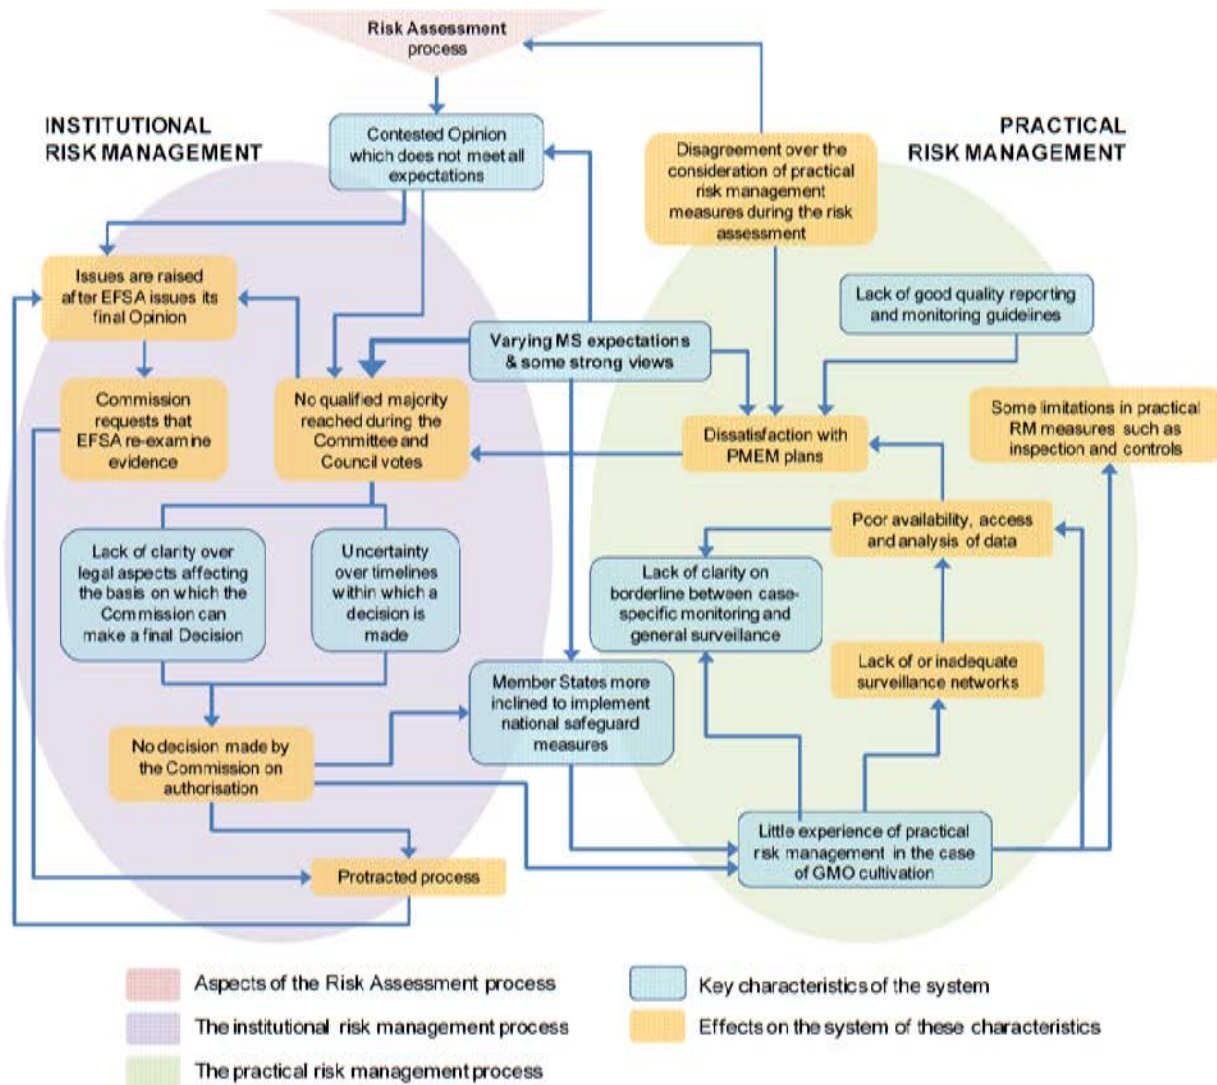 Risk Assessment
process
INSTITUTIONAL
RISK MANAGEMENT
PRACTICAL
RISK MANAGEMENT
Contested Opinion
which does not meet all
expectations
Disagreement over the
consideration of practical
risk management
measures during the risk
assessment
Issues are raised
after EFSA issues its
final Opinion
Lack of good quality reporting
and monitoring guidelines
Varying MS expectations
& some strong views
Commission
requests that
EFSA re-examine
evidence
No qualified majority
reached during the
Committee and
Council votes
Dissatisfaction with
PMEM plans
Some limitations in practical
RM measures such as
inspection and controls
Poor availability, access
and analysis of data
Lack of clarity over
legal aspects affecting
the basis on which the
Commission can
make a final Decision
Uncertainty
over timelines
within which a
decision is
made
Lack of clarity on
borderline between case-
specific monitoring and
general surveillance
Lack of or inadequate
surveillance networks
Member States more
inclined to implement
national safeguard
measures
No decision made by
the Commission on
authorisation
Little experience of practical
risk management in the case
of GMO cultivation
Protracted process
Aspects of the Risk Assessment process
The institutional risk management process
The practical risk management process
Key characteristics of the system
Effects on the system of these characteristics